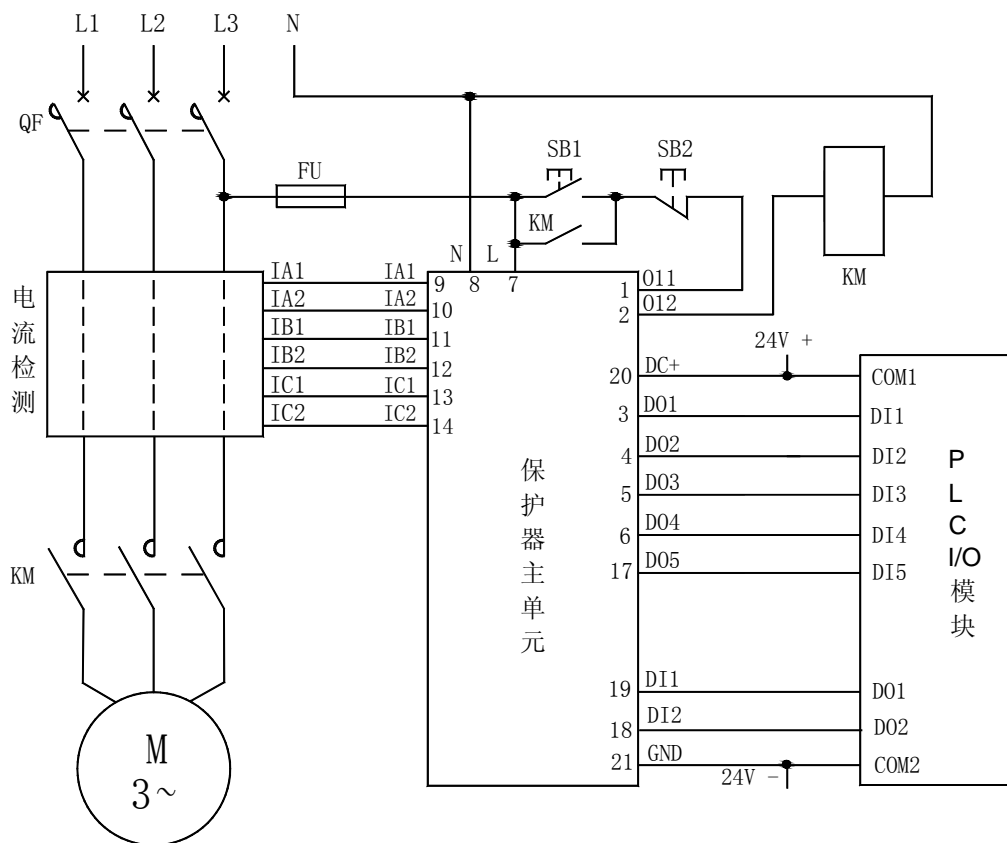 L1 L2 L3 N
QF
FU
SB1 SB2
KM
KM
N L
8 7
电流检测
IA1 IA1 9
IA2 IA2 10
IB1 IB1 11
IB2 IB2 12
IC1 IC1 13
IC2 IC2 14
1 O11
2 O12
24V +
20 DC+ COM1
3 DO1 DI1
4 DO2 DI2
5 DO3 DI3
6 DO4 DI4
17 DO5 DI5
保护器主单元
PLC
I/O
模块
KM
19 DI1 DO1
18 DI2 DO2
21 GND COM2
24V -
M
3~